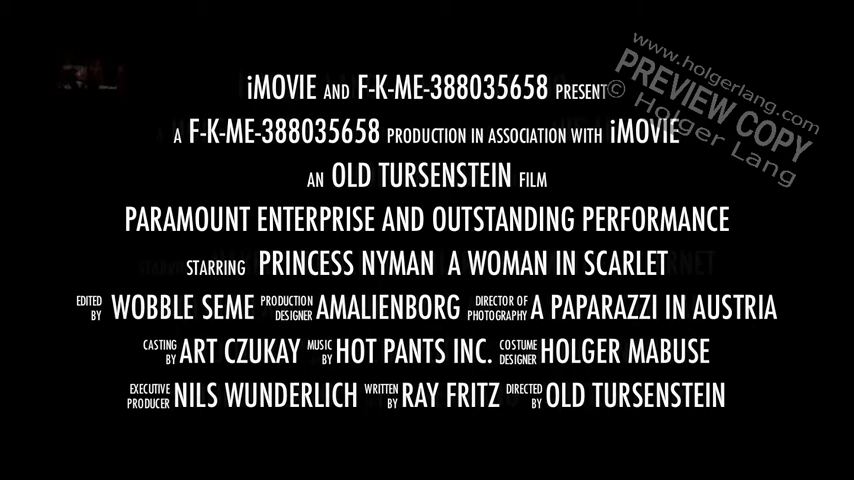 www.holgerlang.com
PREVIEW COPY
© Holger Lang
iMOVIE AND F-K-ME-388035658 PRESENT
A F-K-ME-388035658 PRODUCTION IN ASSOCIATION WITH iMOVIE
AN OLD TURSENSTEIN FILM
PARAMOUNT ENTERPRISE AND OUTSTANDING PERFORMANCE
STARRING PRINCESS NYMAN A WOMAN IN SCARLET
EDITED BY WOBBLE SEME PRODUCTION DESIGNER AMALIENBORG DIRECTOR OF PHOTOGRAPHY A PAPARAZZI IN AUSTRIA
CASTING BY ART CZUKAY MUSIC BY HOT PANTS INC. COSTUME DESIGNER HOLGER MABUSE
EXECUTIVE PRODUCER NILS WUNDERLICH WRITTEN BY RAY FRITZ DIRECTED BY OLD TURSENSTEIN